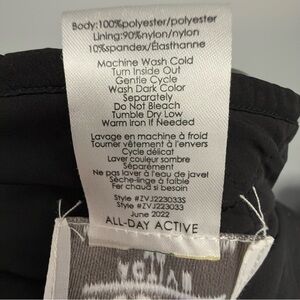 Body:100%polyester/polyester
Lining:90%nylon/nylon
10%spandex/Élasthanne
Machine Wash Cold
Turn Inside Out
Gentle Cycle
Wash Dark Color
Separately
Do Not Bleach
Tumble Dry Low
Warm Iron If Needed
Lavage en machine à froid
Tourner vêtement à l'envers
Cycle délicat
Laver couleur sombre
Séparément
Ne pas laver à l'eau de javel
Sèche-linge à faible
Fer chaud si besoin
Style #ZVJ223033S
Style #ZVJ223033
June 2022
ALL-DAY ACTIVE